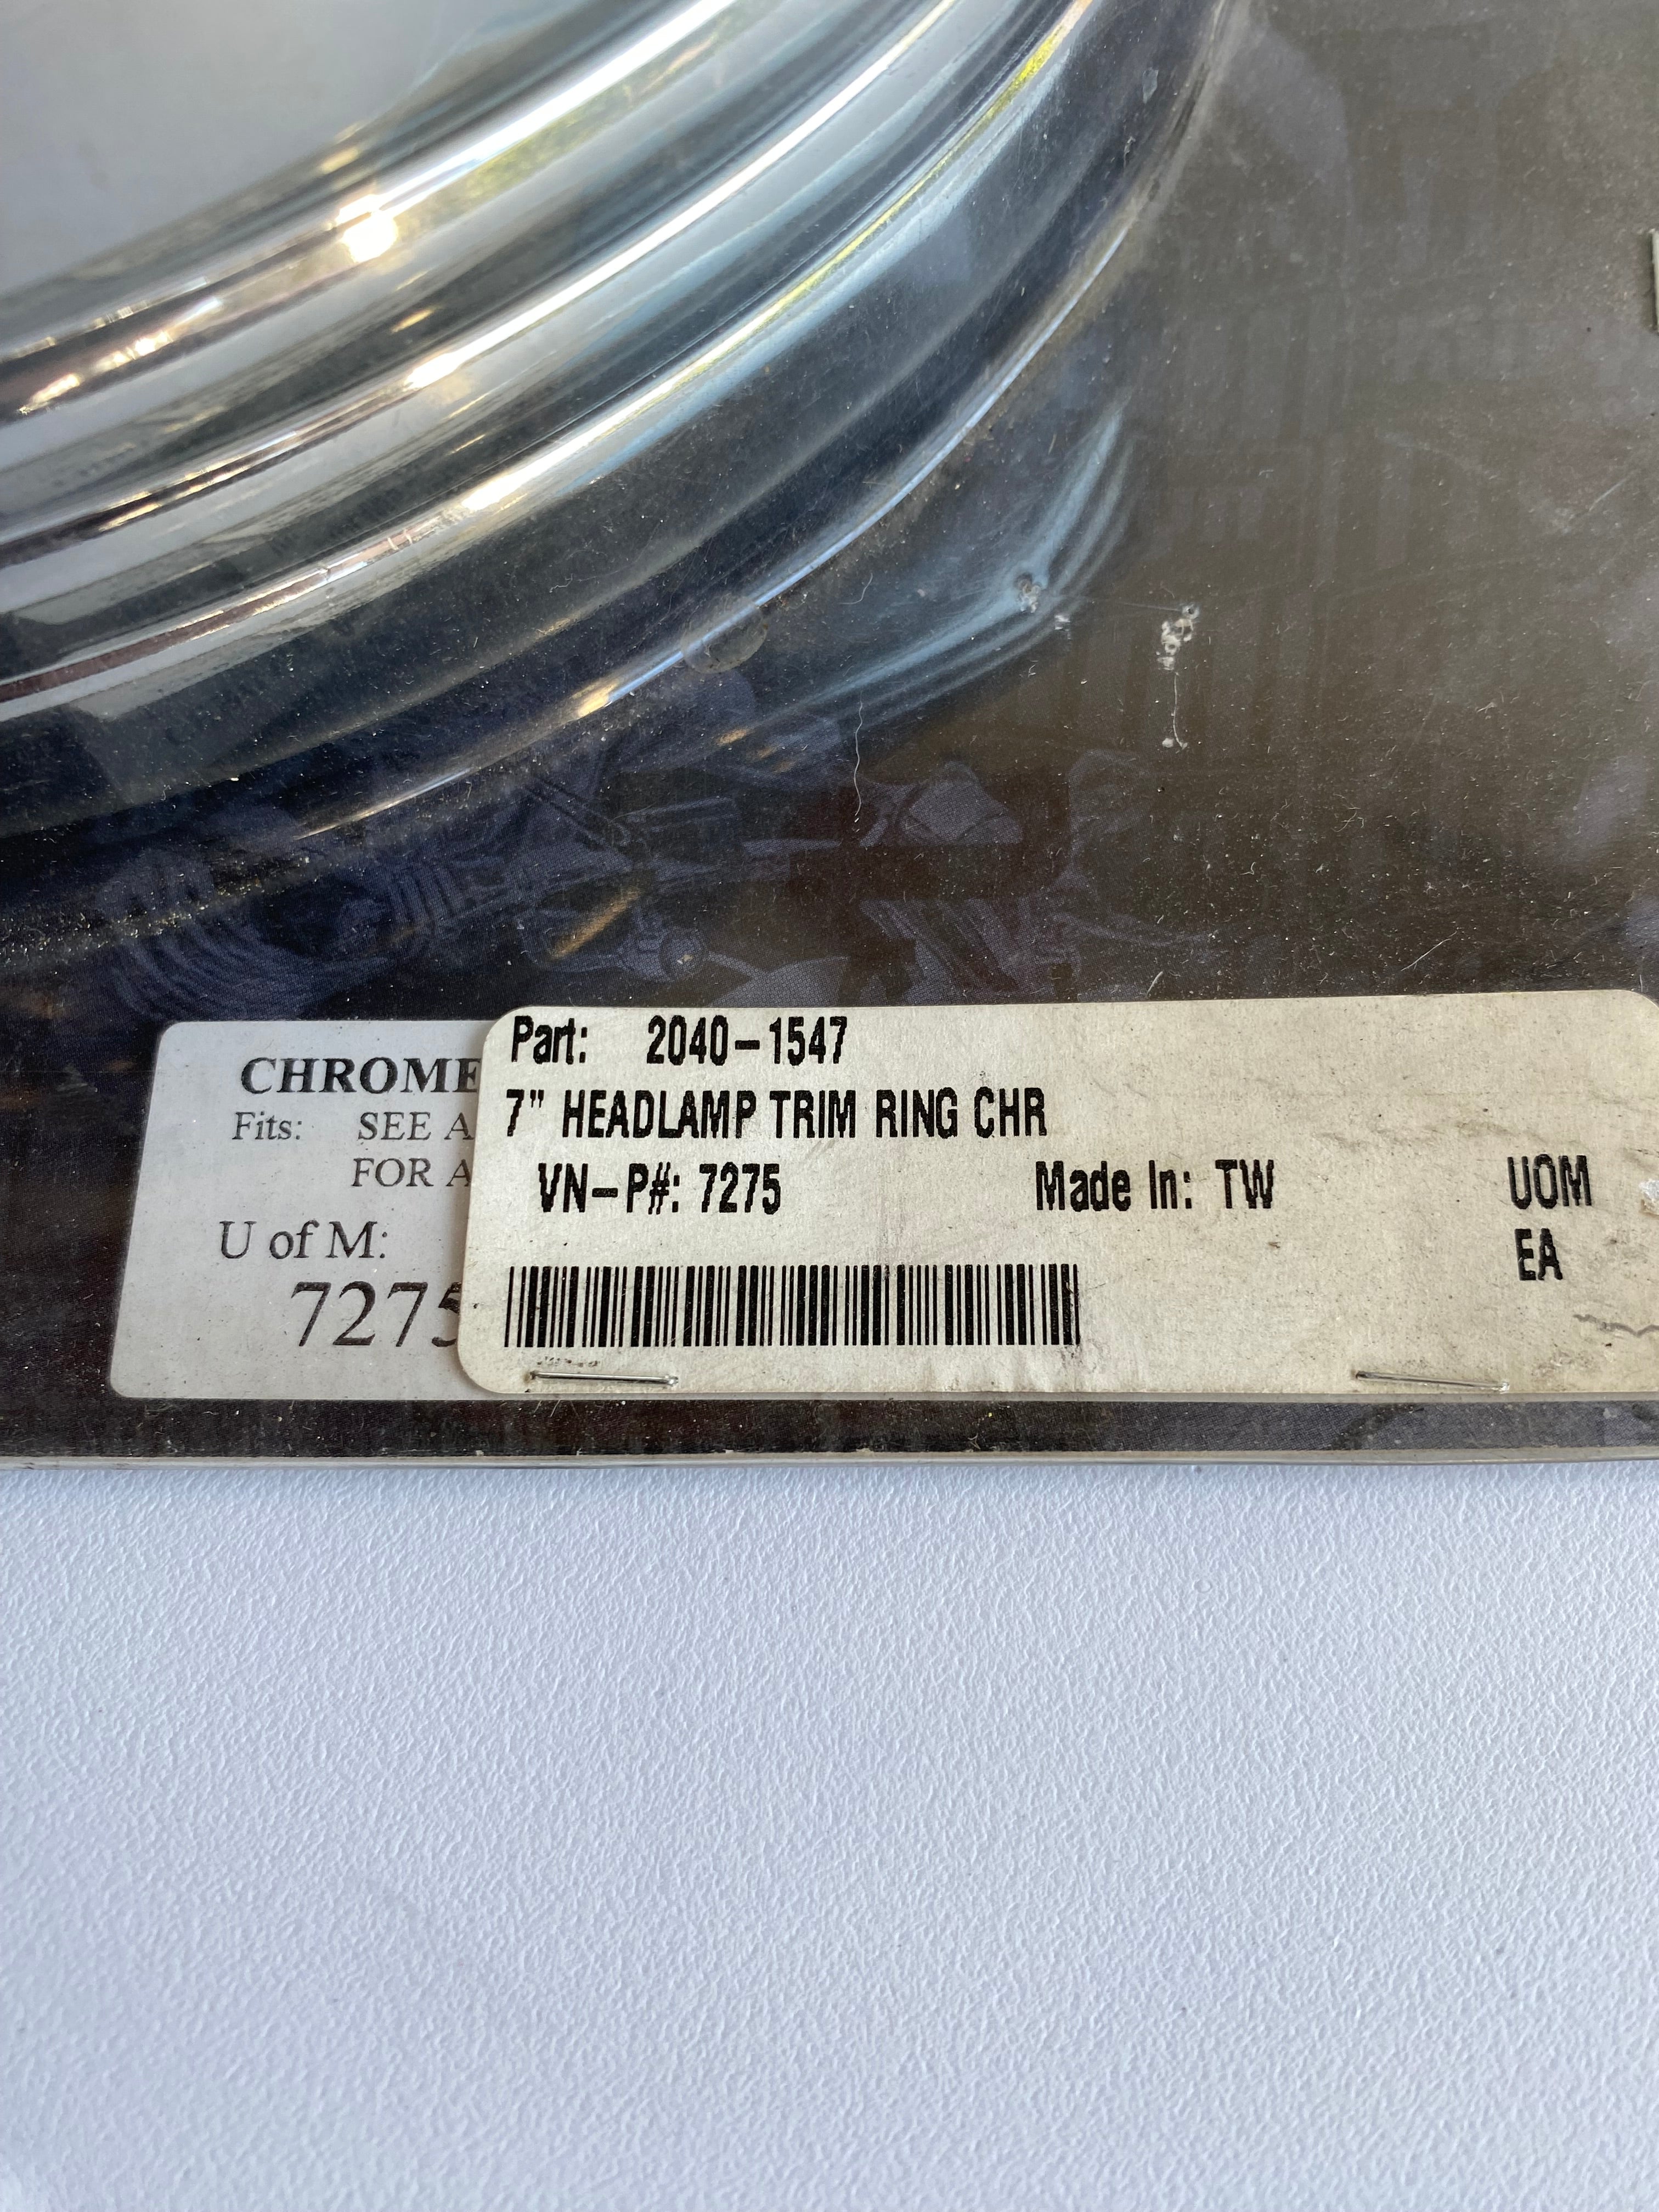 Part: 2040-1547
7" HEADLAMP TRIM RING CHR
VN-P#: 7275 Made In: TW UOM
EA
CHROME
Fits: SEE A
FOR A
U of M:
7275